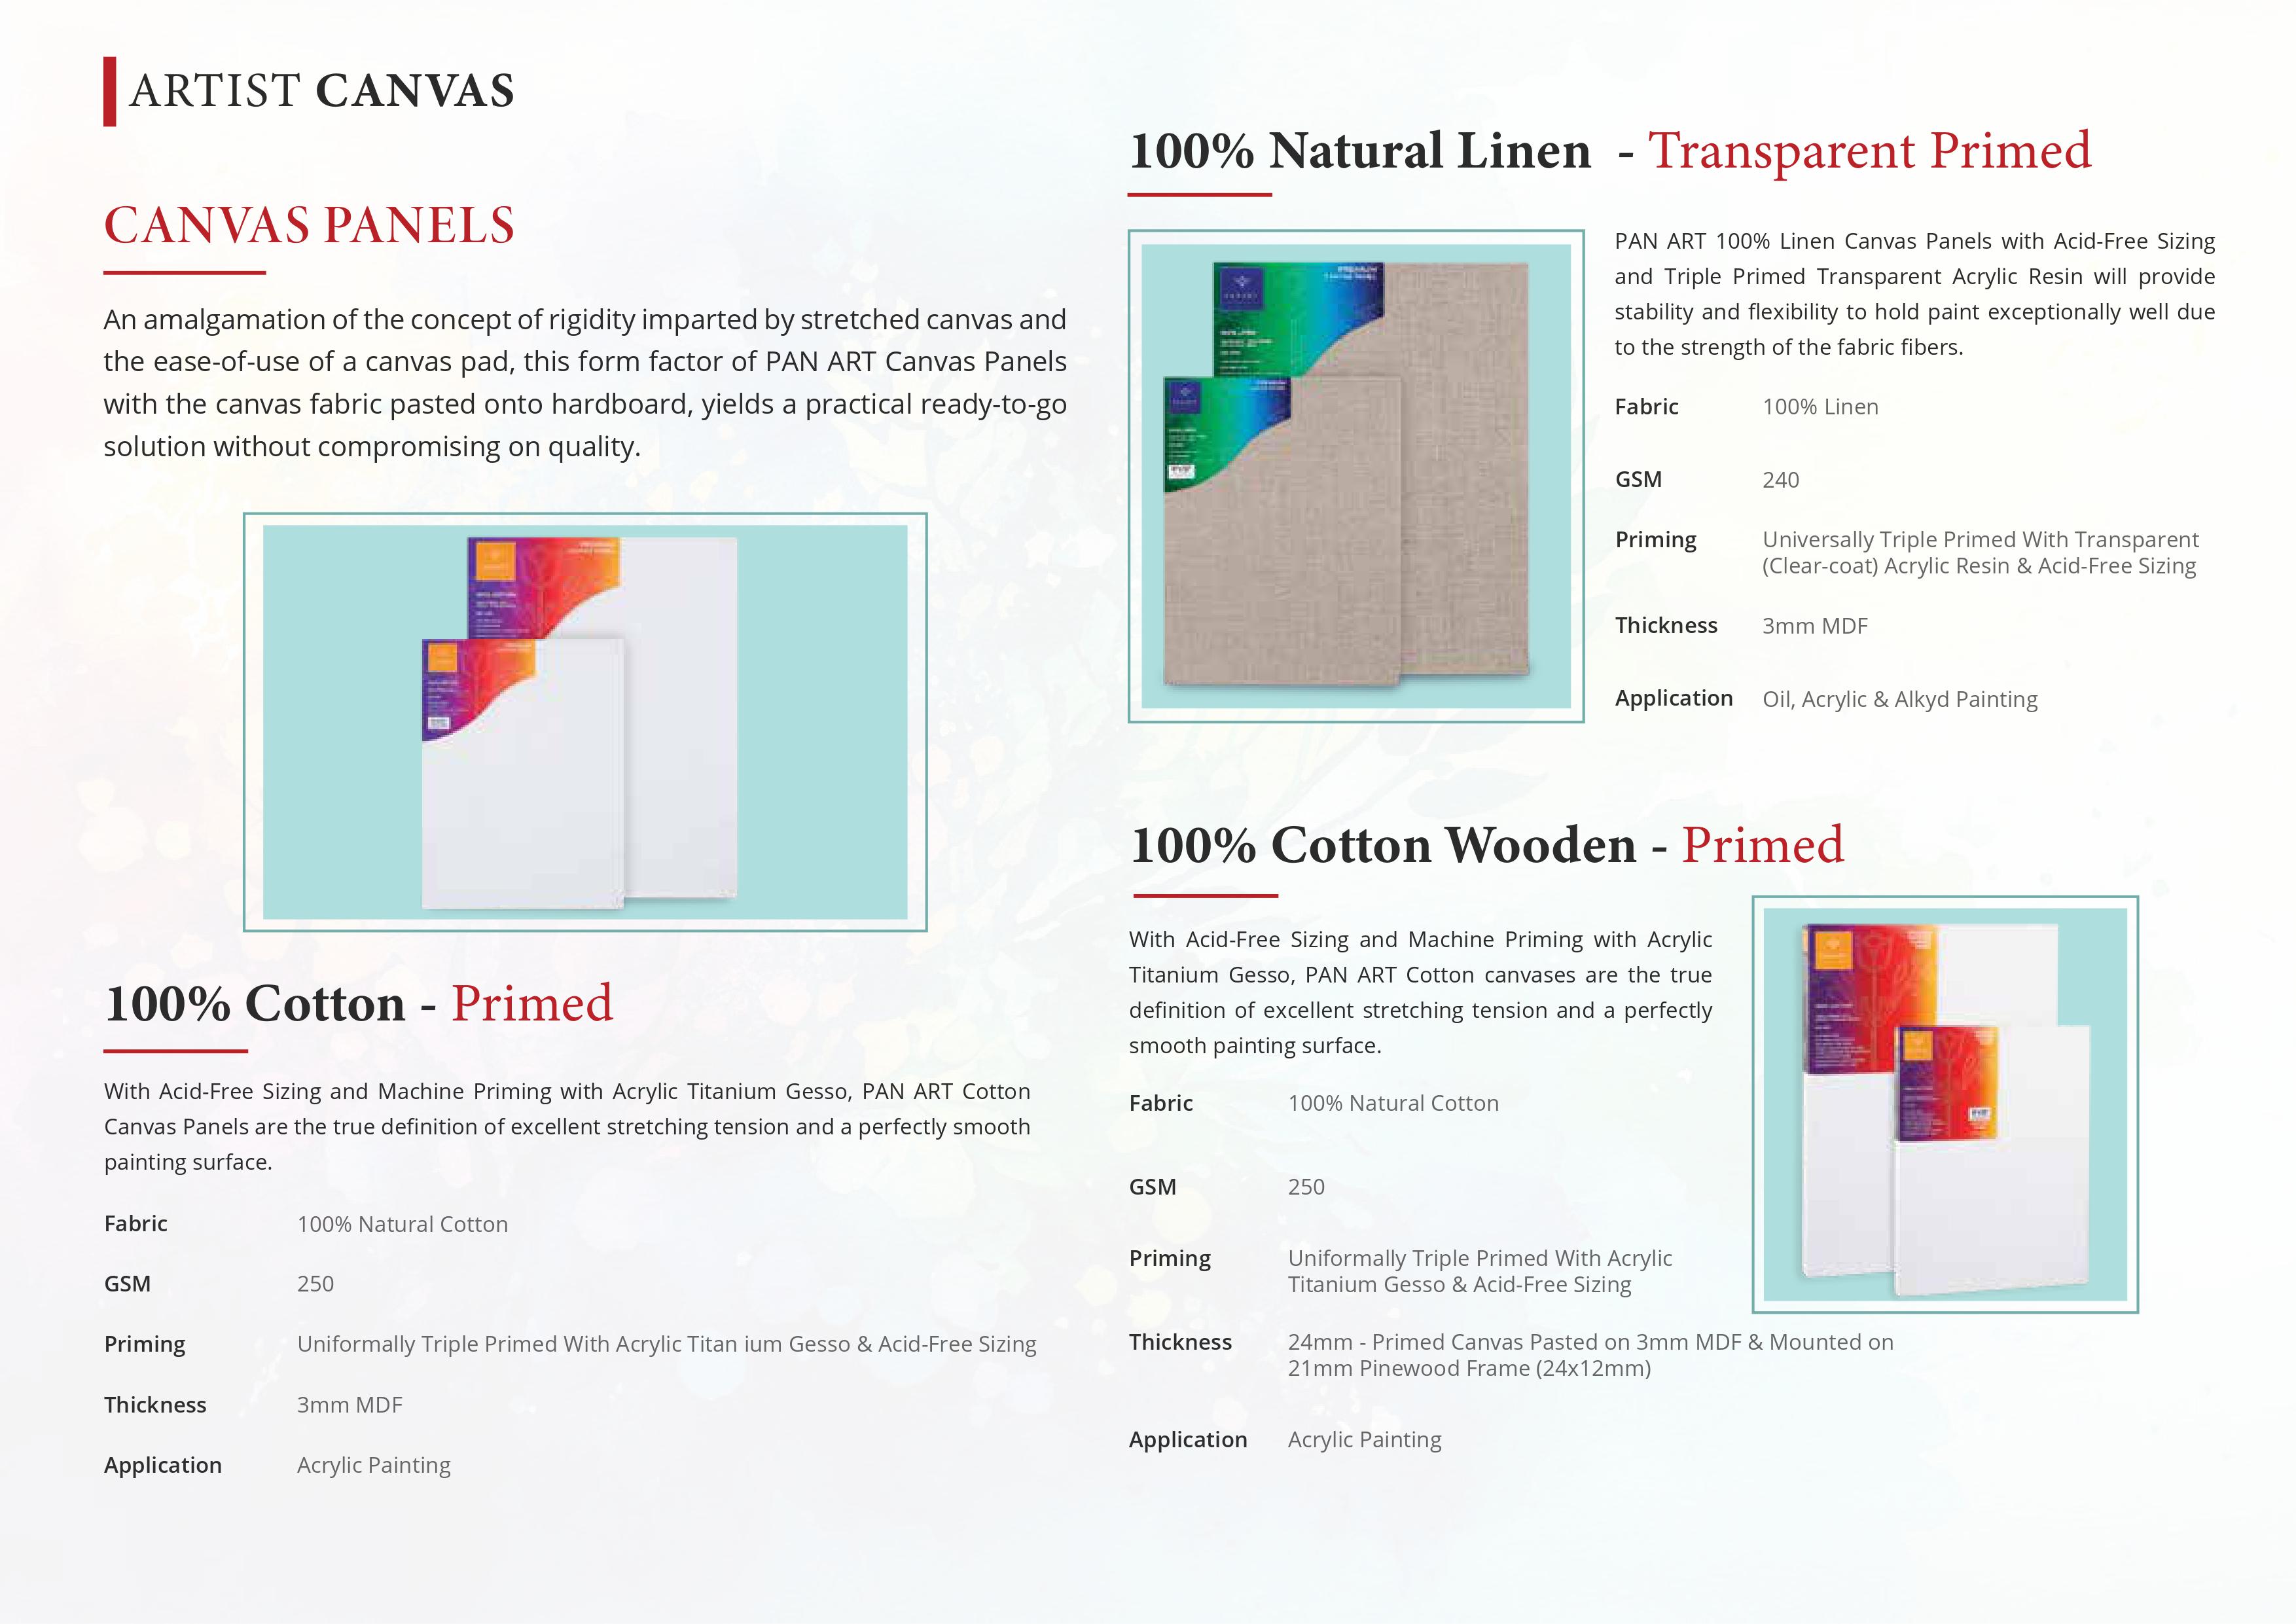 ARTIST CANVAS
CANVAS PANELS
An amalgamation of the concept of rigidity imparted by stretched canvas and
the ease-of-use of a canvas pad, this form factor of PAN ART Canvas Panels
with the canvas fabric pasted onto hardboard, yields a practical ready-to-go
solution without compromising on quality.
100% Cotton - Primed
With Acid-Free Sizing and Machine Priming with Acrylic Titanium Gesso, PAN ART Cotton
Canvas Panels are the true definition of excellent stretching tension and a perfectly smooth
painting surface.
Fabric 100% Natural Cotton
GSM 250
Priming Uniformally Triple Primed With Acrylic Titan ium Gesso & Acid-Free Sizing
Thickness 3mm MDF
Application Acrylic Painting
100% Natural Linen - Transparent Primed
PAN ART 100% Linen Canvas Panels with Acid-Free Sizing
and Triple Primed Transparent Acrylic Resin will provide
stability and flexibility to hold paint exceptionally well due
to the strength of the fabric fibers.
Fabric 100% Linen
GSM 240
Priming Universally Triple Primed With Transparent
(Clear-coat) Acrylic Resin & Acid-Free Sizing
Thickness 3mm MDF
Application Oil, Acrylic & Alkyd Painting
100% Cotton Wooden - Primed
With Acid-Free Sizing and Machine Priming with Acrylic
Titanium Gesso, PAN ART Cotton canvases are the true
definition of excellent stretching tension and a perfectly
smooth painting surface.
Fabric 100% Natural Cotton
GSM 250
Priming Uniformally Triple Primed With Acrylic
Titanium Gesso & Acid-Free Sizing
Thickness 24mm - Primed Canvas Pasted on 3mm MDF & Mounted on
21mm Pinewood Frame (24x12mm)
Application Acrylic Painting